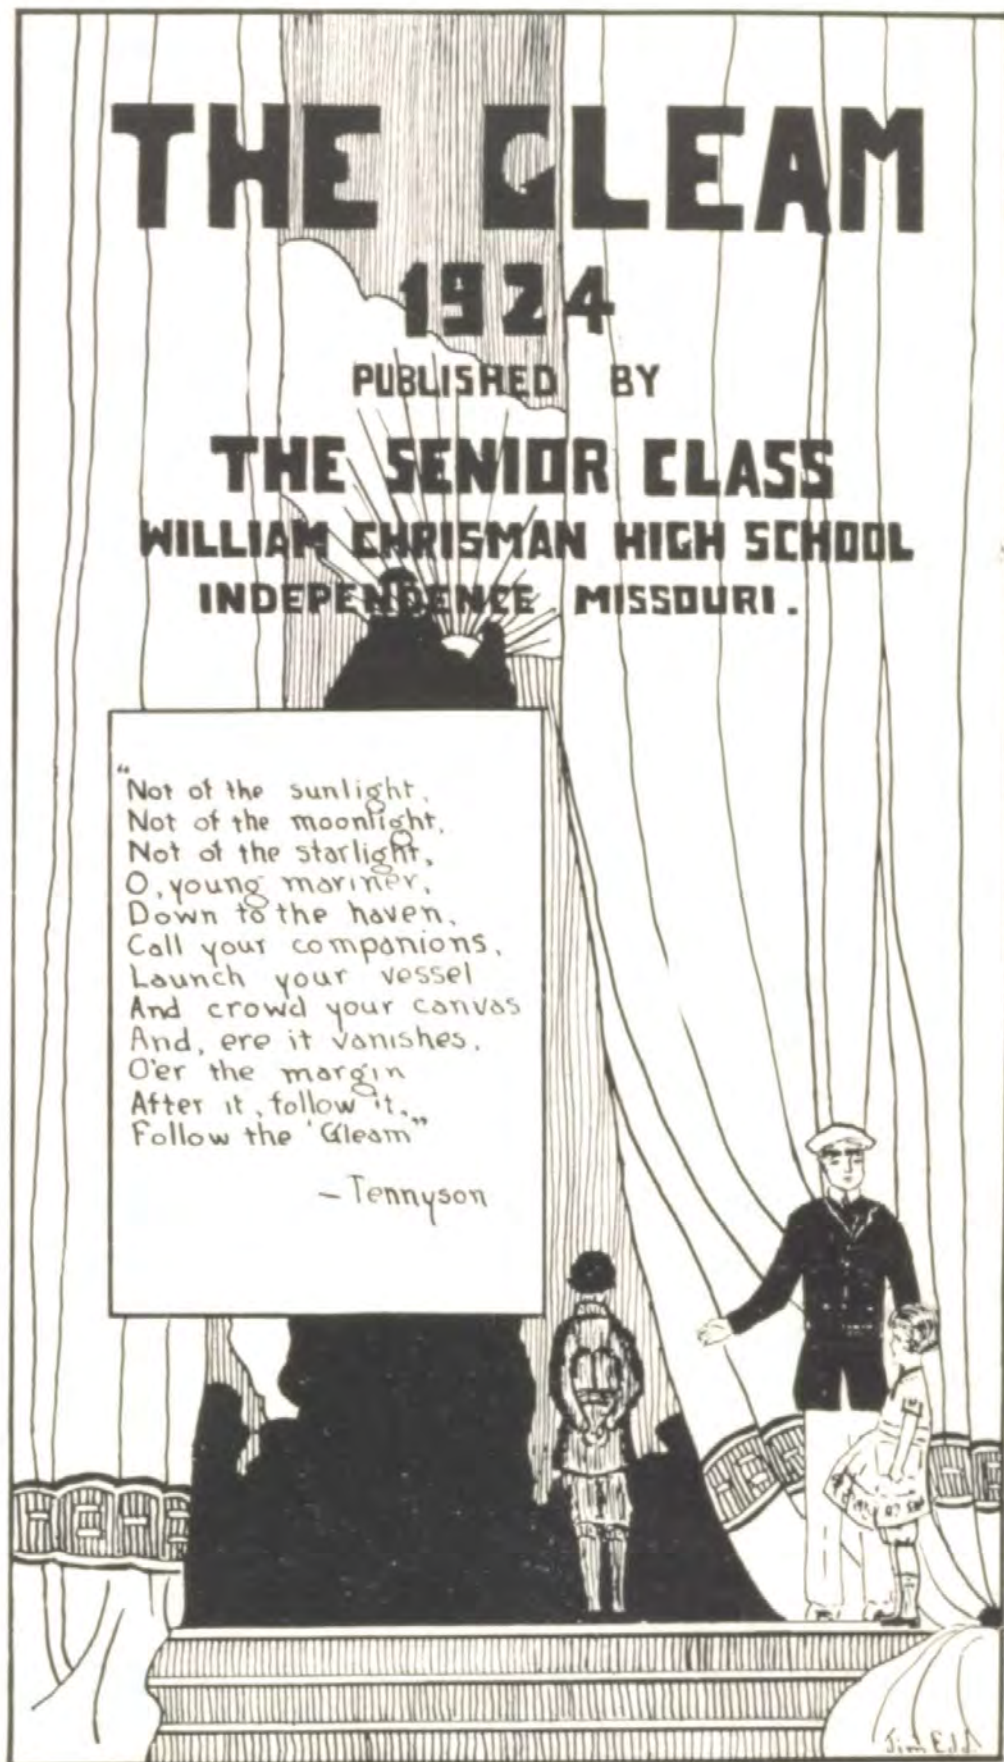 THE GLEAM
1924
PUBLISHED BY
THE SENIOR CLASS
WILLIAM CHRISMAN HIGH SCHOOL
INDEPENDENCE MISSOURI.
"Not of the sunlight,
Not of the moonlight,
Not of the starlight,
O, young mariner,
Down to the haven,
Call your companions,
Launch your vessel
And crowd your canvas
And, ere it vanishes,
O'er the margin
After it, follow it,
Follow the 'Gleam"
— Tennyson
Jim